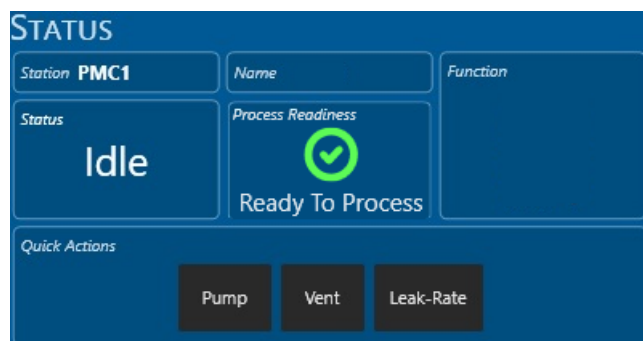 STATUS
Station PMC1
Name
Function
Status
Idle
Process Readiness
Ready To Process
Quick Actions
Pump
Vent
Leak-Rate